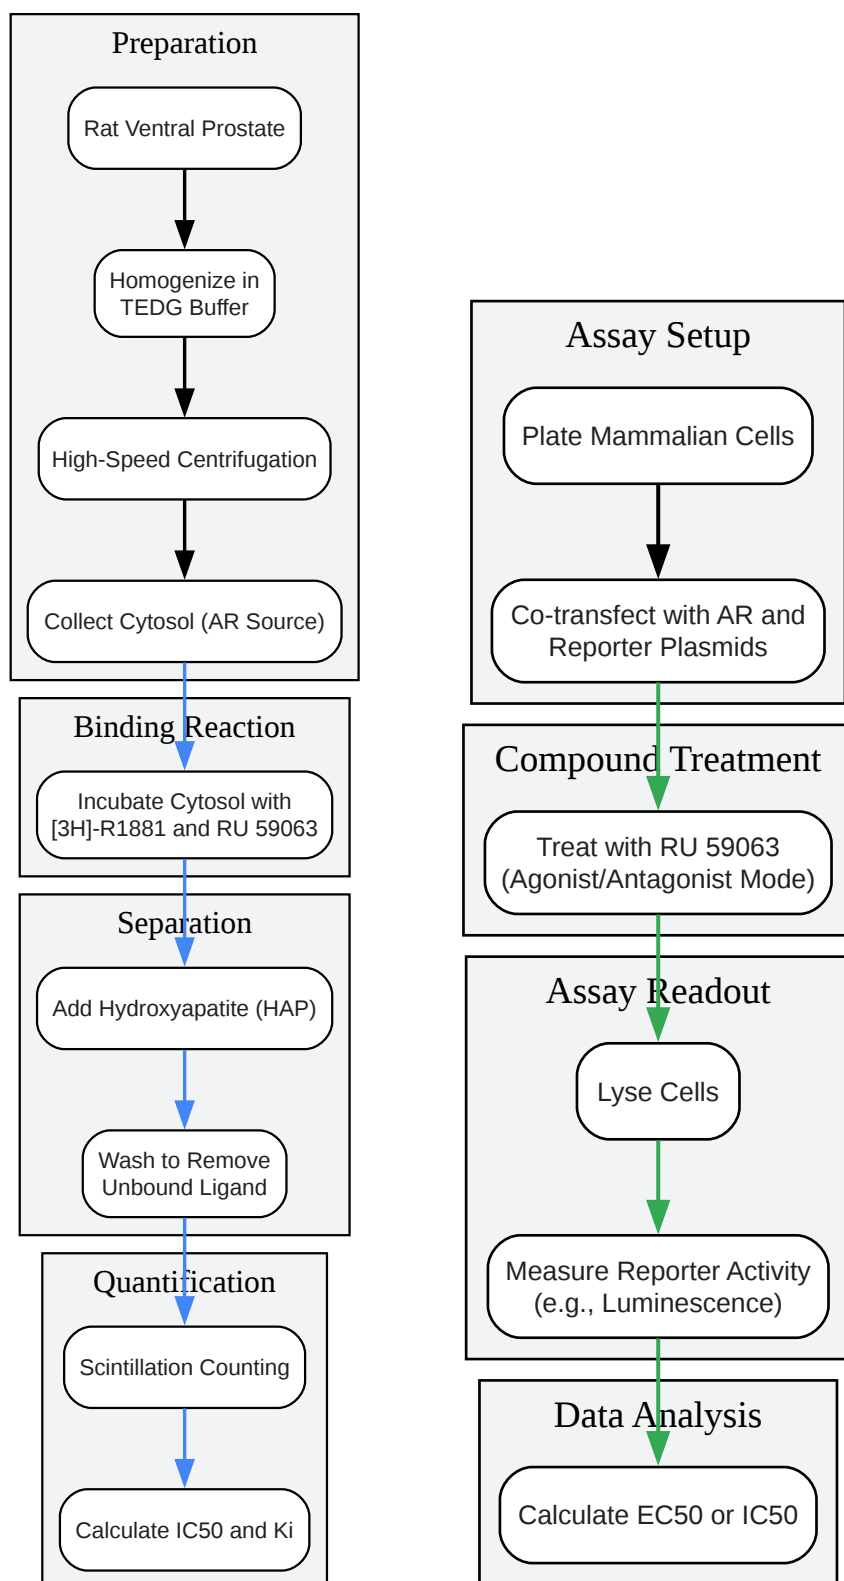 Preparation
Rat Ventral Prostate
Homogenize in
TEDG Buffer
High-Speed Centrifugation
Collect Cytosol (AR Source)
Binding Reaction
Incubate Cytosol with
[3H]-R1881 and RU 59063
Separation
Add Hydroxyapatite (HAP)
Wash to Remove
Unbound Ligand
Quantification
Scintillation Counting
Calculate IC50 and Ki
Assay Setup
Plate Mammalian Cells
Co-transfect with AR and
Reporter Plasmids
Compound Treatment
Treat with RU 59063
(Agonist/Antagonist Mode)
Assay Readout
Lyse Cells
Measure Reporter Activity
(e.g., Luminescence)
Data Analysis
Calculate EC50 or IC50